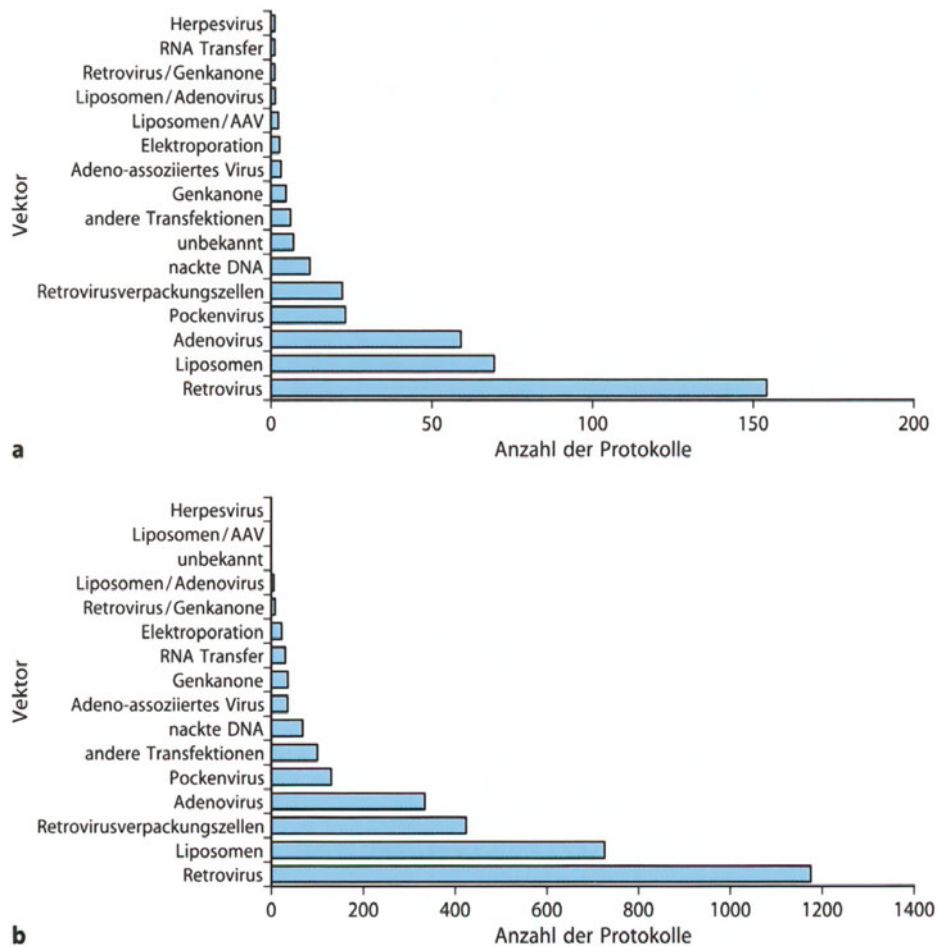 Vektor
Herpesvirus
RNA Transfer
Retrovirus/Genkanone
Liposomen/Adenovirus
Liposomen/AAV
Elektroporation
Adeno-assoziiertes Virus
Genkanone
andere Transfektionen
unbekannt
nackte DNA
Retrovirusverpackungszellen
Pockenvirus
Adenovirus
Liposomen
Retrovirus
0 50 100 150 200
a
Anzahl der Protokolle
Vektor
Herpesvirus
Liposomen/AAV
unbekannt
Liposomen/Adenovirus
Retrovirus/Genkanone
Elektroporation
RNA Transfer
Genkanone
Adeno-assoziiertes Virus
nackte DNA
andere Transfektionen
Pockenvirus
Adenovirus
Retrovirusverpackungszellen
Liposomen
Retrovirus
0 200 400 600 800 1000 1200 1400
b
Anzahl der Protokolle